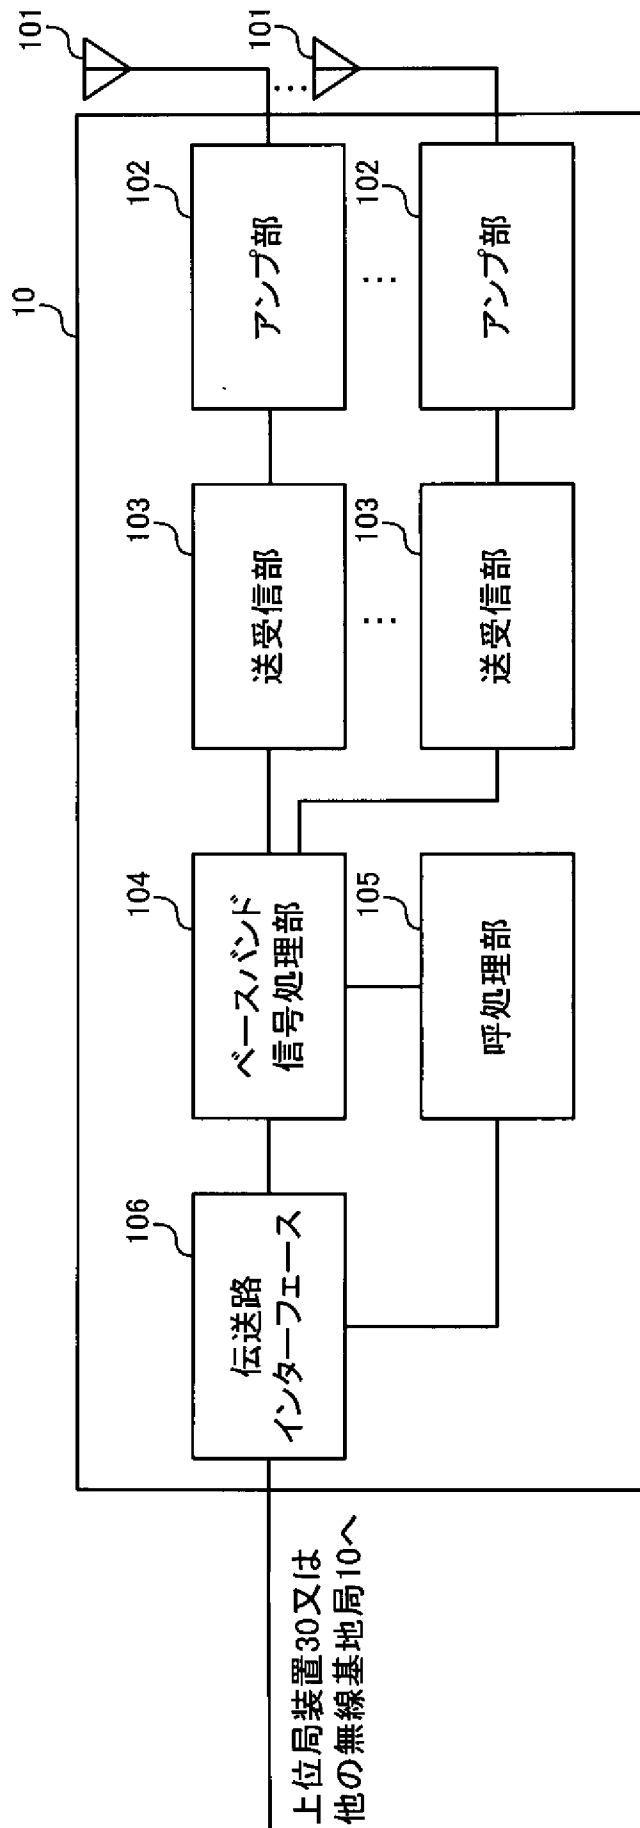 10
101
101
102
アンプ部
102
アンプ部
103
送受信部
103
送受信部
104
ベースバンド
信号処理部
105
呼処理部
106
伝送路
インターフェース
上位局装置30又は
他の無線基地局10へ